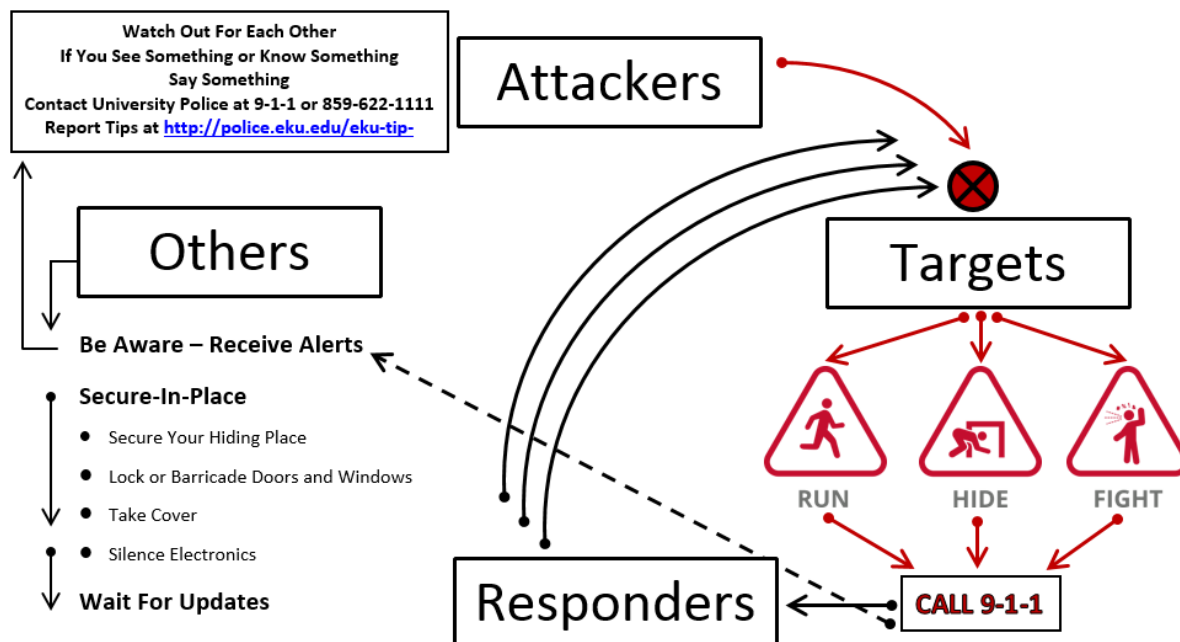 Watch Out For Each Other
If You See Something or Know Something
Say Something
Contact University Police at 9-1-1 or 859-622-1111
Report Tips at http://police.eku.edu/eku-tip-
Attackers
Others
Targets
Be Aware – Receive Alerts
Secure-In-Place
Secure Your Hiding Place
Lock or Barricade Doors and Windows
Take Cover
Silence Electronics
Wait For Updates
RUN
HIDE
FIGHT
Responders
CALL 9-1-1